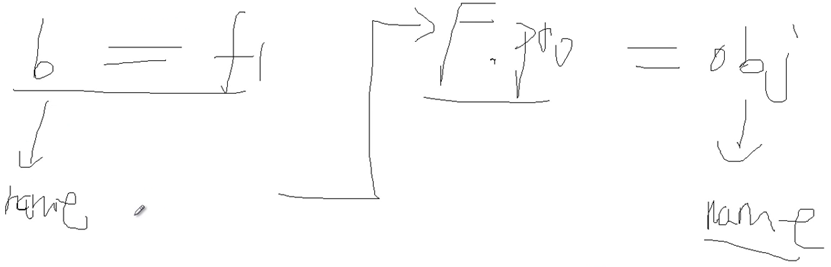 b = f1 F.pro = obj
name name